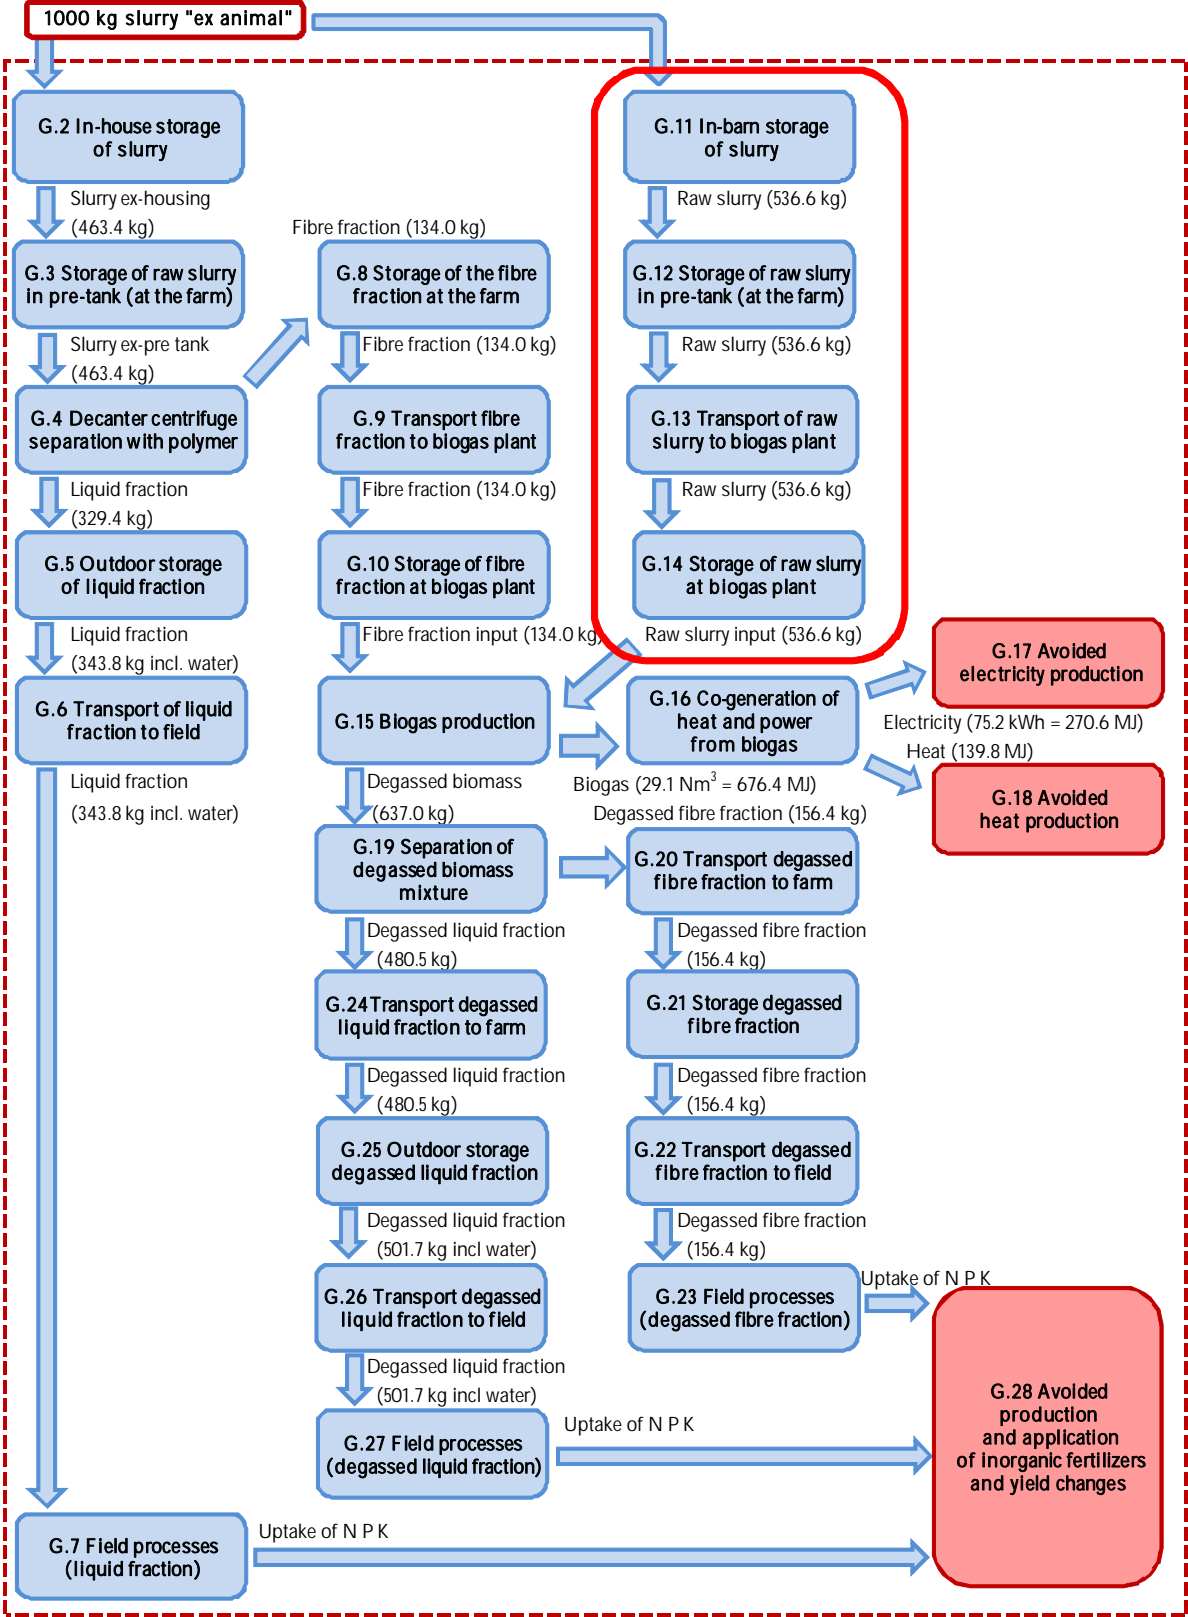 1000 kg slurry "ex animal"
G.2 In-house storage
of slurry
Slurry ex-housing
(463.4 kg)
G.3 Storage of raw slurry
in pre-tank (at the farm)
Slurry ex-pre tank
(463.4 kg)
G.4 Decanter centrifuge
separation with polymer
Liquid fraction
(329.4 kg)
G.5 Outdoor storage
of liquid fraction
Liquid fraction
(343.8 kg incl. water)
G.6 Transport of liquid
fraction to field
Liquid fraction
(343.8 kg incl. water)
G.7 Field processes
(liquid fraction)
Uptake of N P K
Fibre fraction (134.0 kg)
G.8 Storage of the fibre
fraction at the farm
Fibre fraction (134.0 kg)
G.9 Transport fibre
fraction to biogas plant
Fibre fraction (134.0 kg)
G.10 Storage of fibre
fraction at biogas plant
Fibre fraction input (134.0 kg)
G.11 In-barn storage
of slurry
Raw slurry (536.6 kg)
G.12 Storage of raw slurry
in pre-tank (at the farm)
Raw slurry (536.6 kg)
G.13 Transport of raw
slurry to biogas plant
Raw slurry (536.6 kg)
G.14 Storage of raw slurry
at biogas plant
Raw slurry input (536.6 kg)
G.15 Biogas production
Biogas (29.1 Nm³ = 676.4 MJ)
G.16 Co-generation of
heat and power
from biogas
G.17 Avoided
electricity production
Electricity (75.2 kWh = 270.6 MJ)
Heat (139.8 MJ)
G.18 Avoided
heat production
Degassed biomass
(637.0 kg)
G.19 Separation of
degassed biomass
mixture
Degassed fibre fraction (156.4 kg)
G.20 Transport degassed
fibre fraction to farm
Degassed fibre fraction
(156.4 kg)
G.21 Storage degassed
fibre fraction
Degassed fibre fraction
(156.4 kg)
G.22 Transport degassed
fibre fraction to field
Degassed fibre fraction
(156.4 kg)
G.23 Field processes
(degassed fibre fraction)
Uptake of N P K
Degassed liquid fraction
(480.5 kg)
G.24 Transport degassed
liquid fraction to farm
Degassed liquid fraction
(480.5 kg)
G.25 Outdoor storage
degassed liquid fraction
Degassed liquid fraction
(501.7 kg incl water)
G.26 Transport degassed
liquid fraction to field
Degassed liquid fraction
(501.7 kg incl water)
G.27 Field processes
(degassed liquid fraction)
Uptake of N P K
G.28 Avoided
production
and application
of inorganic fertilizers
and yield changes